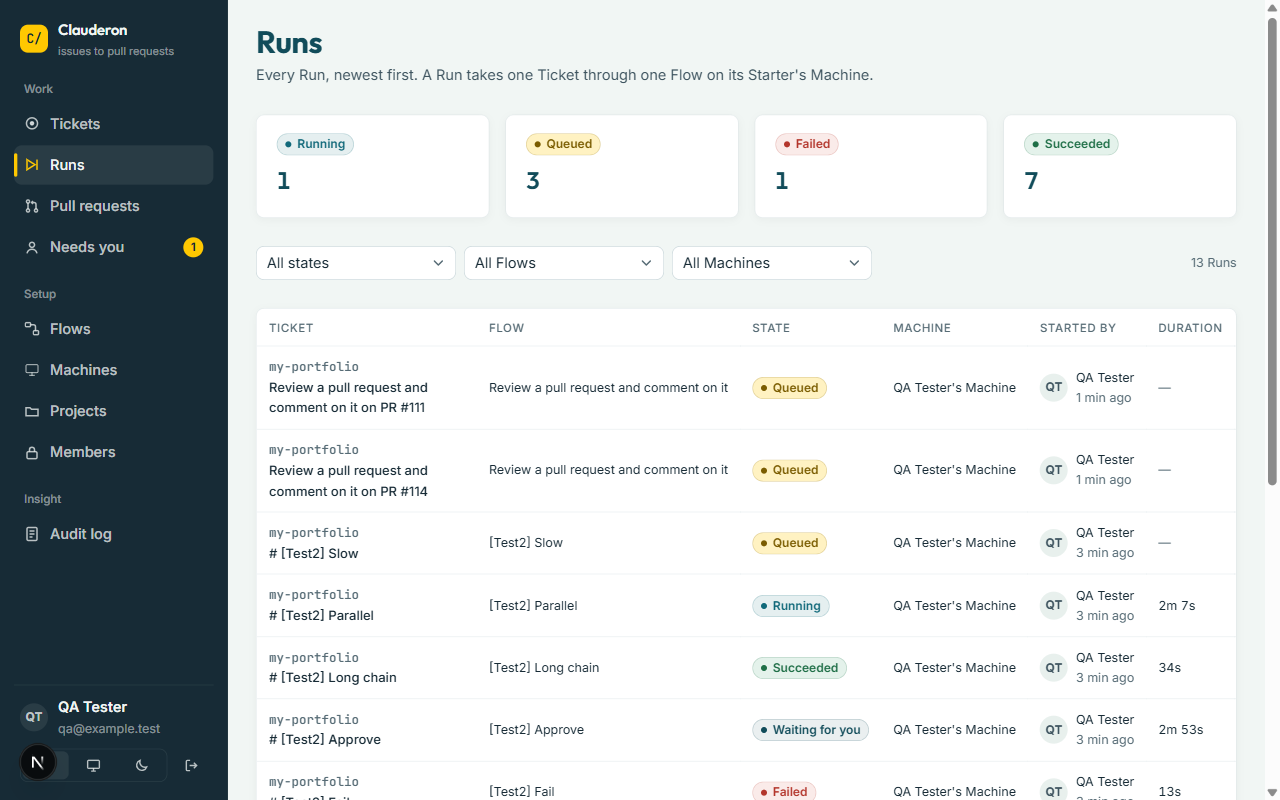 C/
Clauderon
issues to pull requests
Work
Tickets
Runs
Pull requests
Needs you 1
Setup
Flows
Machines
Projects
Members
Insight
Audit log
QT
QA Tester
qa@example.test
N
Runs
Every Run, newest first. A Run takes one Ticket through one Flow on its Starter's Machine.
Running
1
Queued
3
Failed
1
Succeeded
7
All states
All Flows
All Machines
13 Runs
TICKET FLOW STATE MACHINE STARTED BY DURATION
my-portfolio
Review a pull request and
comment on it on PR #111
Review a pull request and comment on it
Queued
QA Tester's Machine
QT
QA Tester
1 min ago
—
my-portfolio
Review a pull request and
comment on it on PR #114
Review a pull request and comment on it
Queued
QA Tester's Machine
QT
QA Tester
1 min ago
—
my-portfolio
# [Test2] Slow
[Test2] Slow
Queued
QA Tester's Machine
QT
QA Tester
3 min ago
—
my-portfolio
# [Test2] Parallel
[Test2] Parallel
Running
QA Tester's Machine
QT
QA Tester
3 min ago
2m 7s
my-portfolio
# [Test2] Long chain
[Test2] Long chain
Succeeded
QA Tester's Machine
QT
QA Tester
3 min ago
34s
my-portfolio
# [Test2] Approve
[Test2] Approve
Waiting for you
QA Tester's Machine
QT
QA Tester
3 min ago
2m 53s
my-portfolio
[Test2] Fail
Failed
QA Tester's Machine
QT
QA Tester
13s